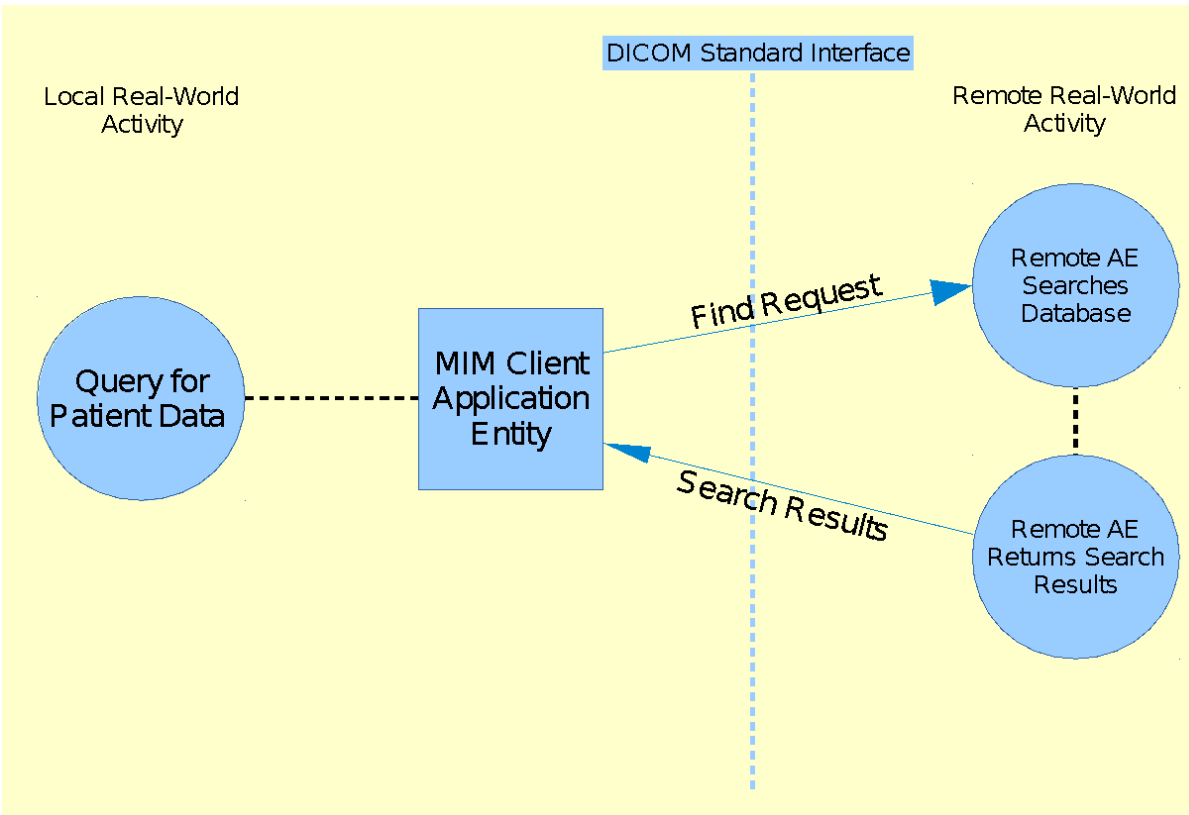 DICOM Standard Interface
Local Real-World
Activity
Remote Real-World
Activity
Remote AE
Searches
Database
Find Request
Query for
Patient Data
MIM Client
Application
Entity
Search Results
Remote AE
Returns Search
Results